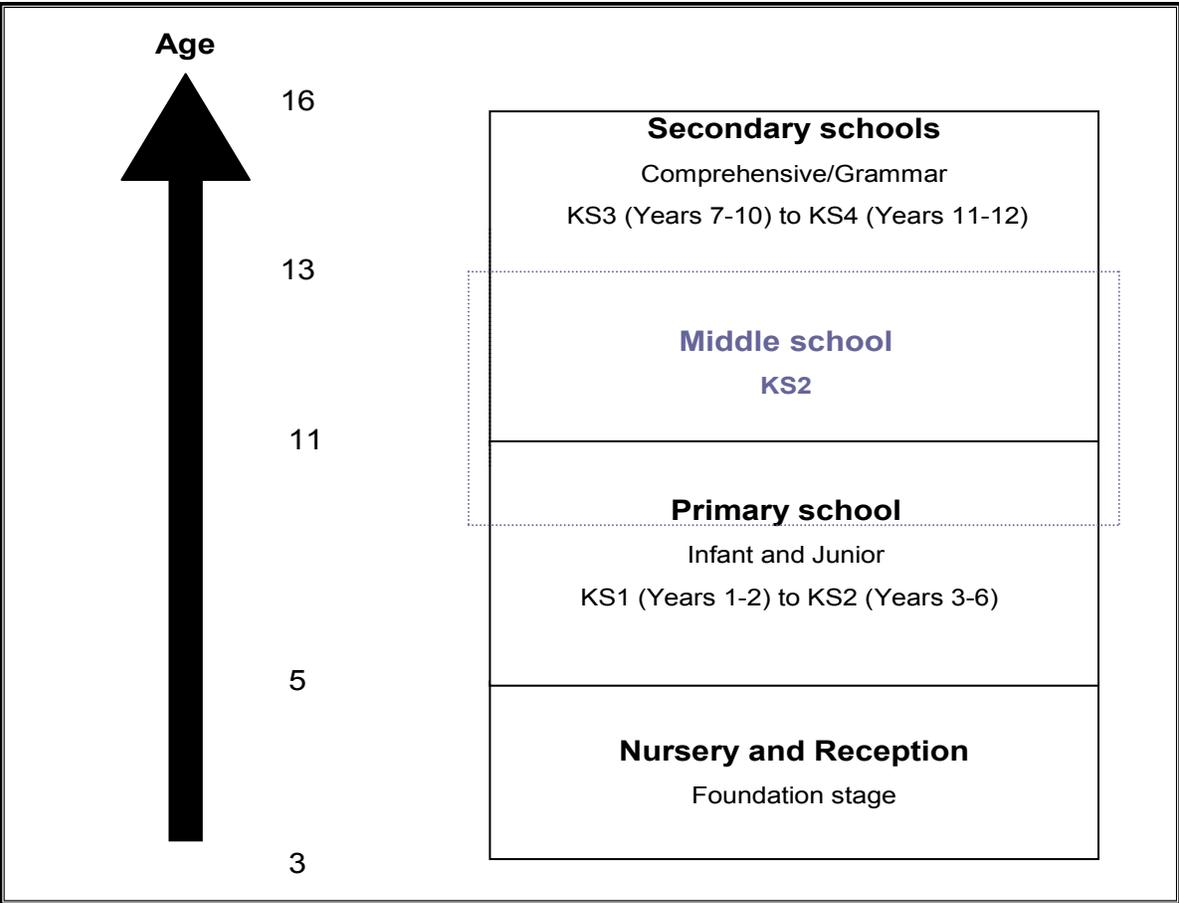 Age
16
Secondary schools
Comprehensive/Grammar
KS3 (Years 7-10) to KS4 (Years 11-12)
13
Middle school
KS2
11
Primary school
Infant and Junior
KS1 (Years 1-2) to KS2 (Years 3-6)
5
Nursery and Reception
Foundation stage
3